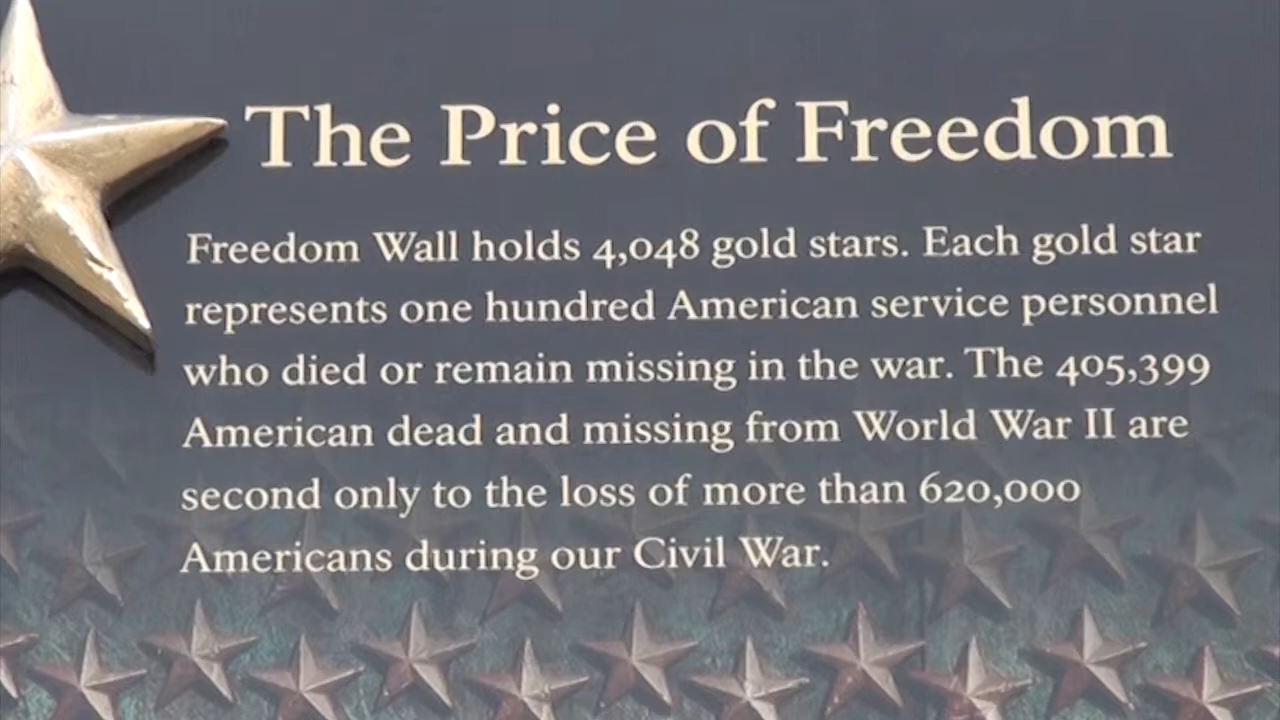 The Price of Freedom
Freedom Wall holds 4,048 gold stars. Each gold star
represents one hundred American service personnel
who died or remain missing in the war. The 405,399
American dead and missing from World War II are
second only to the loss of more than 620,000
Americans during our Civil War.